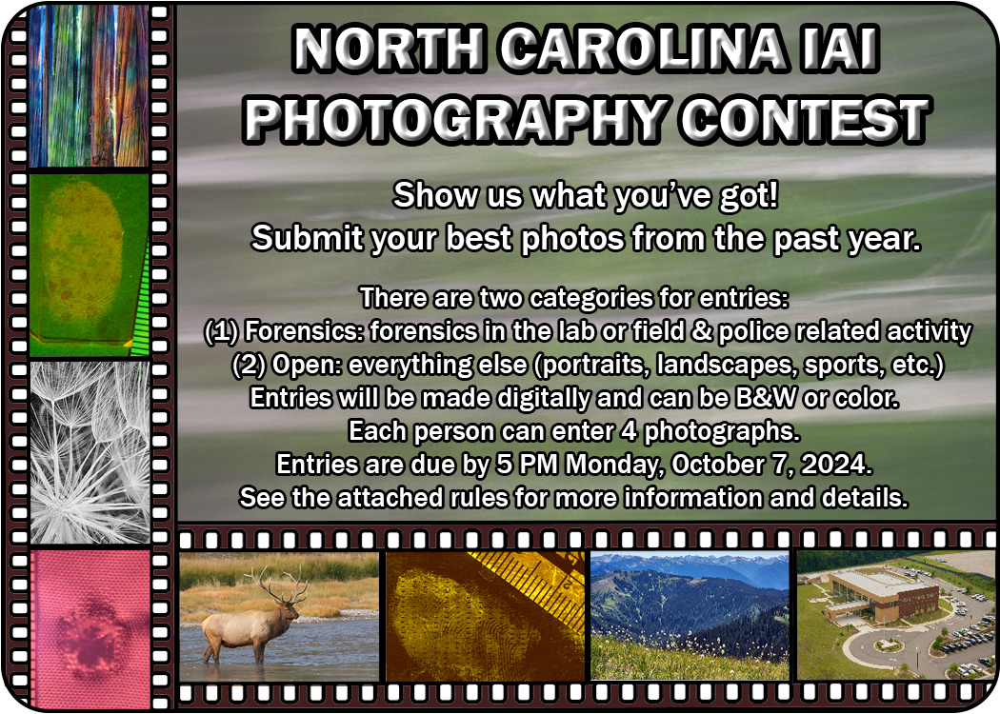 NORTH CAROLINA IAI
PHOTOGRAPHY CONTEST
Show us what you've got!
Submit your best photos from the past year.
There are two categories for entries:
(1) Forensics: forensics in the lab or field & police related activity
(2) Open: everything else (portraits, landscapes, sports, etc.)
Entries will be made digitally and can be B&W or color.
Each person can enter 4 photographs.
Entries are due by 5 PM Monday, October 7, 2024.
See the attached rules for more information and details.